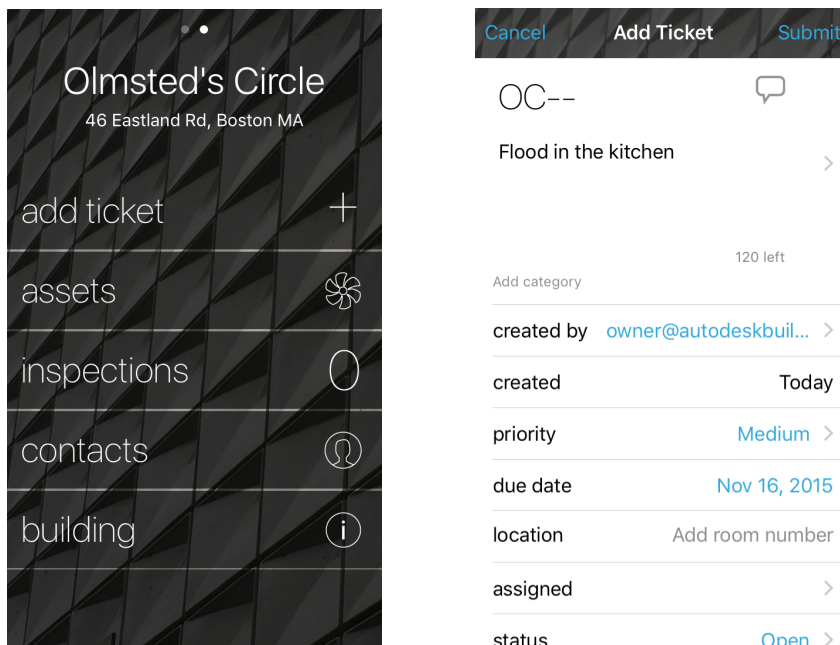 Olmsted's Circle
46 Eastland Rd, Boston MA
add ticket
assets
inspections 0
contacts
building i
Cancel Add Ticket Submit
OC--
Flood in the kitchen
120 left
Add category
created by owner@autodeskbuil...
created Today
priority Medium
due date Nov 16, 2015
location Add room number
assigned
status Open